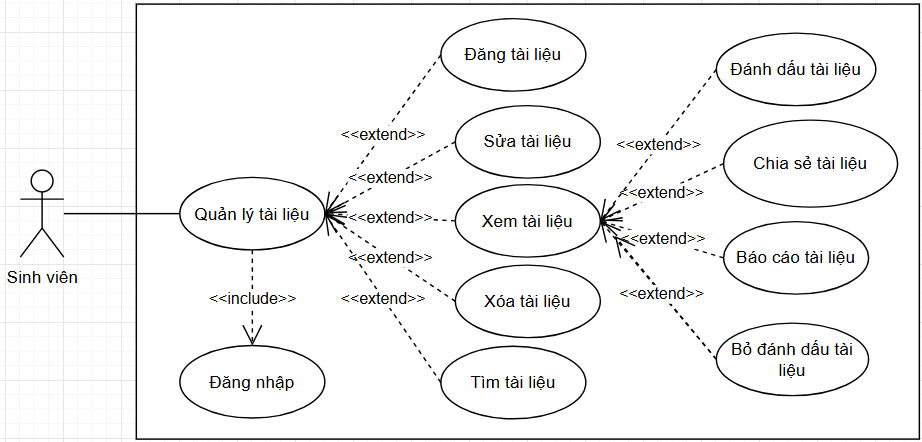 Đăng tài liệu
Đánh dấu tài liệu
<<extend>>
Sửa tài liệu
<<extend>>
Chia sẻ tài liệu
<<extend>>
<<extend>>
Quản lý tài liệu
<<extend>>
Xem tài liệu
<<extend>>
Báo cáo tài liệu
<<extend>>
Sinh viên
<<include>>
<<extend>>
Xóa tài liệu
<<extend>>
Bỏ đánh dấu tài
liệu
Đăng nhập
Tìm tài liệu